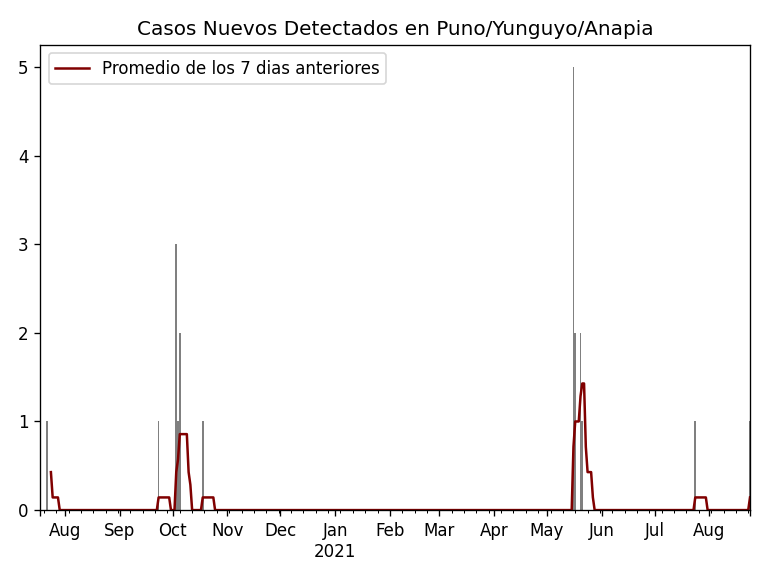 Casos Nuevos Detectados en Puno/Yunguyo/Anapia
Promedio de los 7 dias anteriores
5
4
3
2
1
0
Aug Sep Oct Nov Dec Jan Feb Mar Apr May Jun Jul Aug
2021